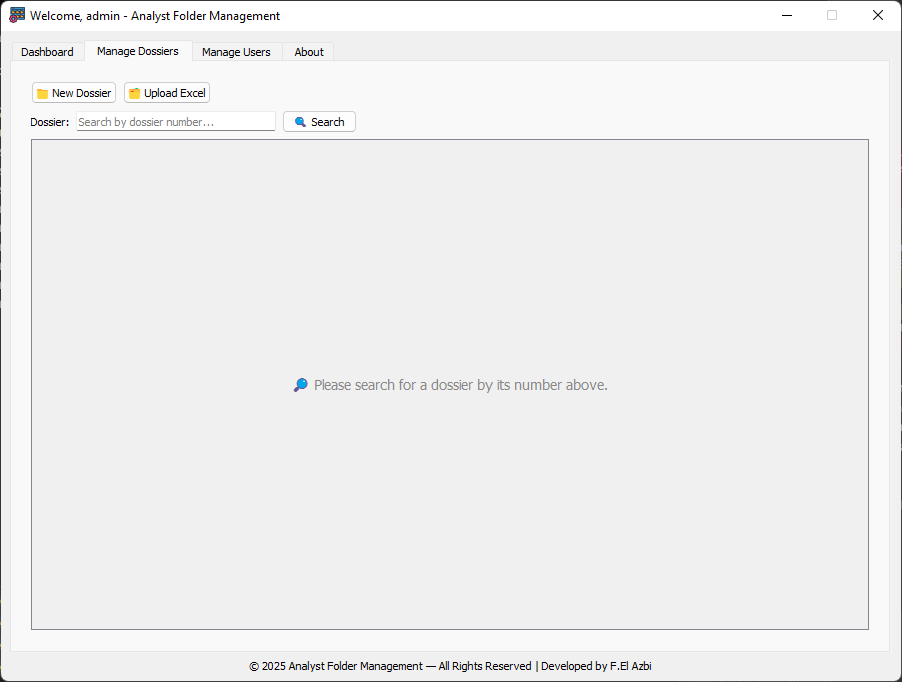 Welcome, admin - Analyst Folder Management
Dashboard Manage Dossiers Manage Users About
New Dossier Upload Excel
Dossier: Search by dossier number... Search
Please search for a dossier by its number above.
© 2025 Analyst Folder Management — All Rights Reserved | Developed by F.El Azbi